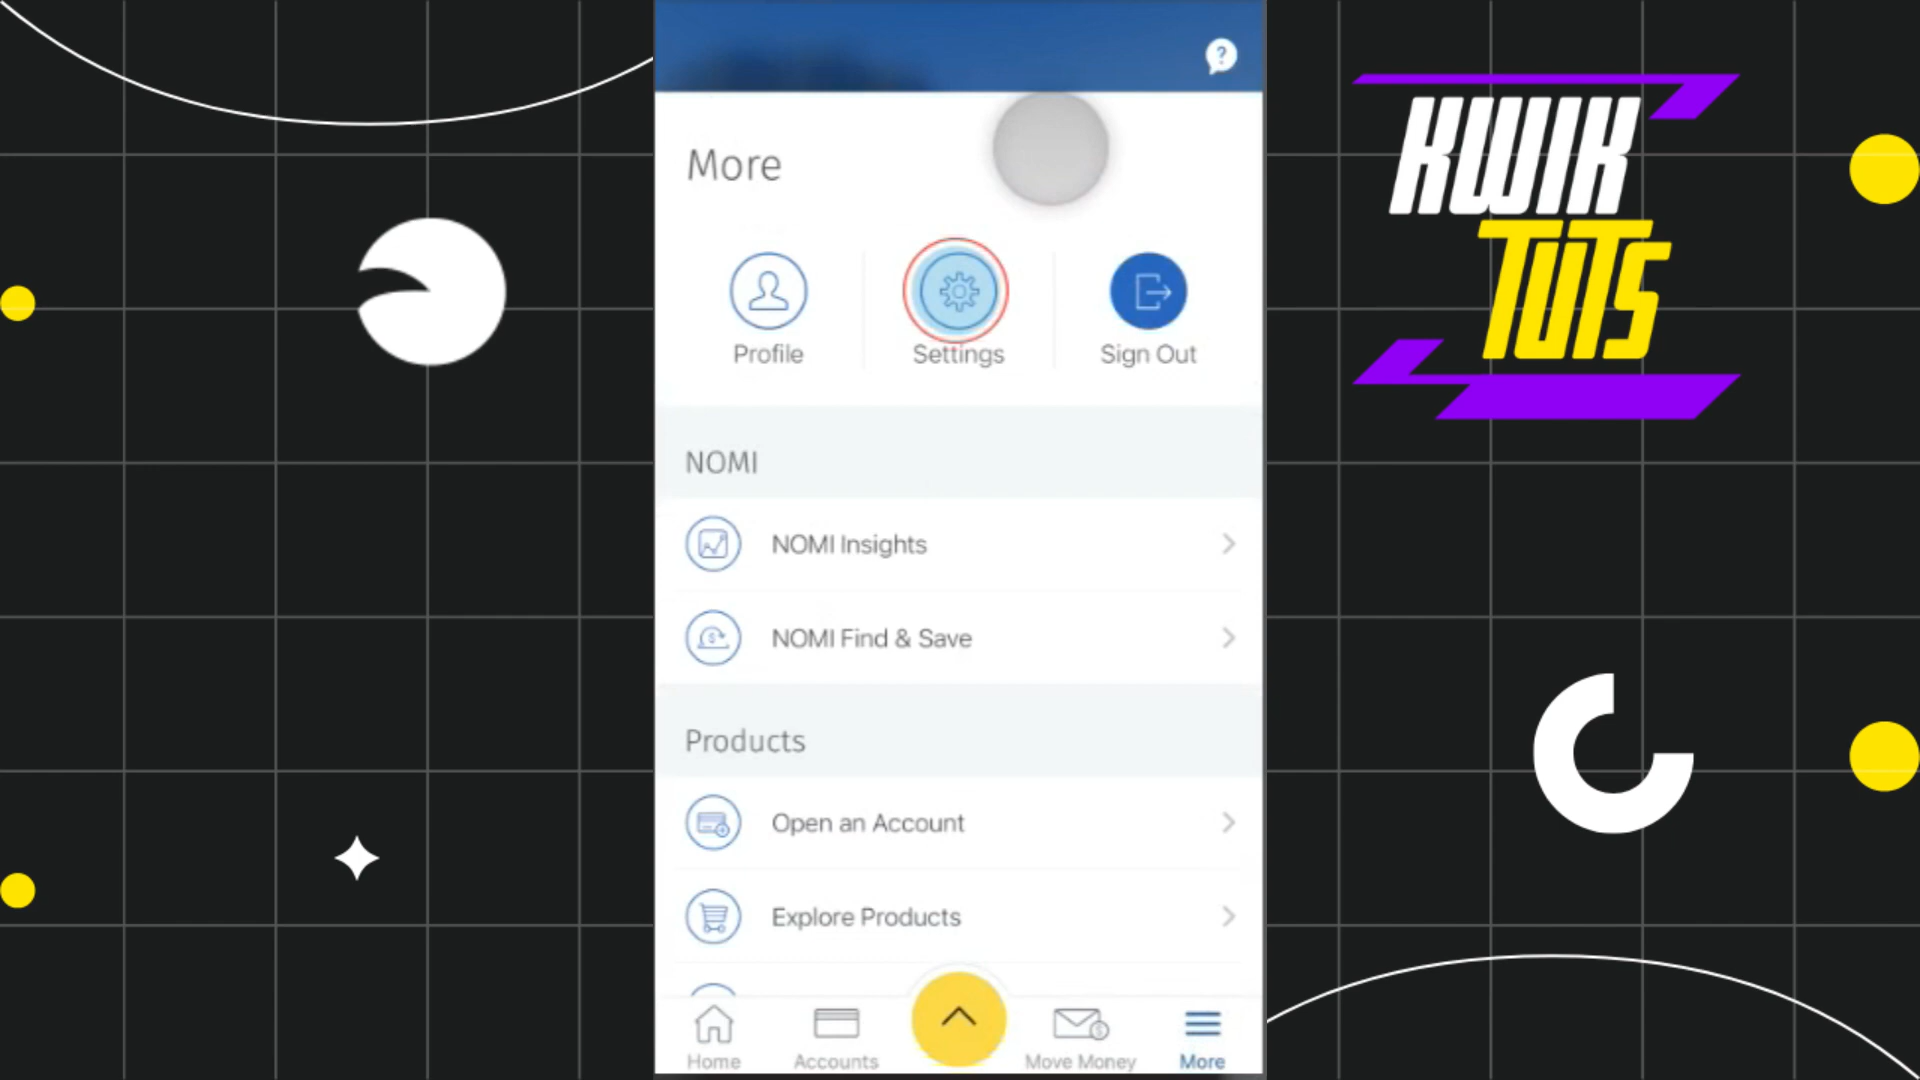 ?
KWIK
TUTS
More
Profile
Settings
Sign Out
NOMI
NOMI Insights
NOMI Find & Save
Products
Open an Account
Explore Products
Home
Accounts
Move Money
More